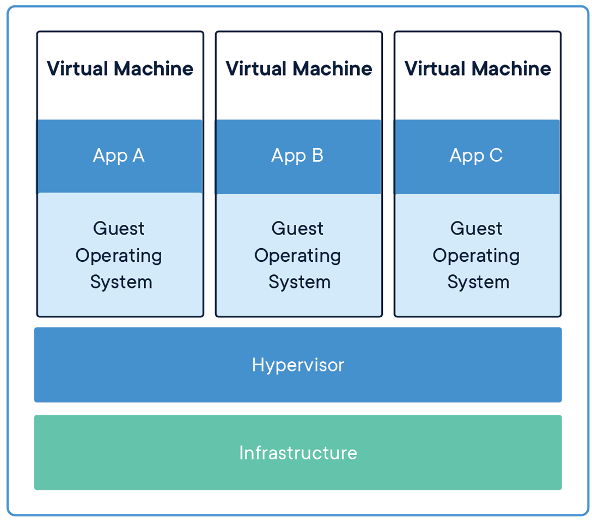 Virtual Machine
Virtual Machine
Virtual Machine
App A
App B
App C
Guest
Operating
System
Guest
Operating
System
Guest
Operating
System
Hypervisor
Infrastructure